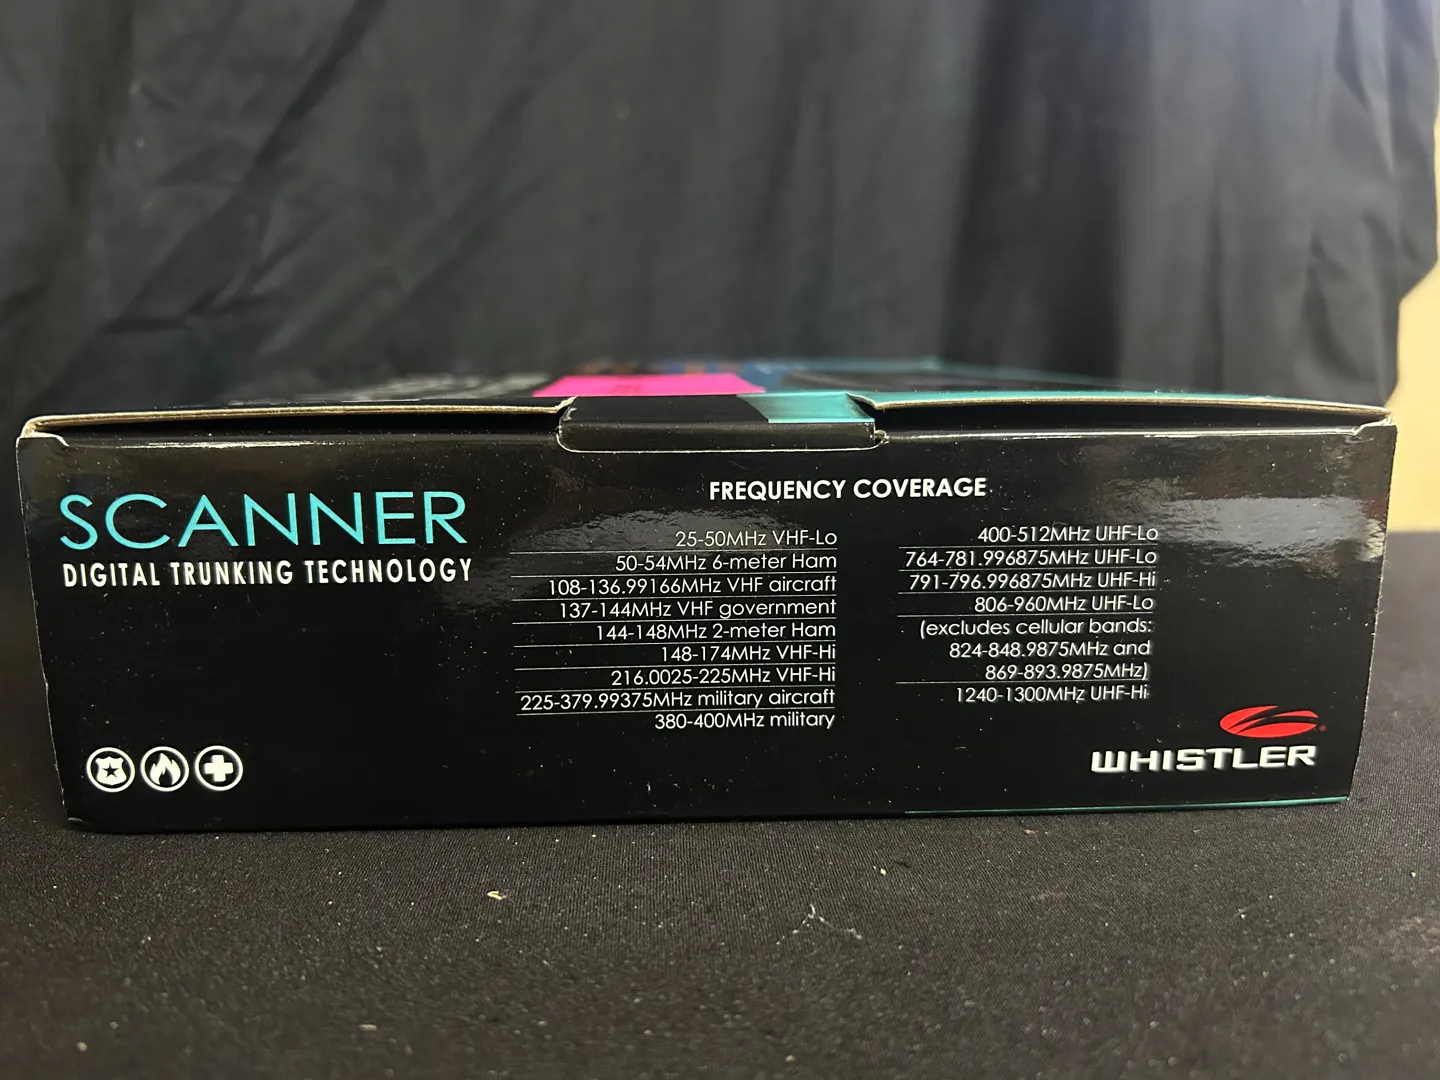 SCANNER
DIGITAL TRUNKING TECHNOLOGY
FREQUENCY COVERAGE
25-50MHz VHF-Lo
50-54MHz 6-meter Ham
108-136.99166MHz VHF aircraft
137-144MHz VHF government
144-148MHz 2-meter Ham
148-174MHz VHF-Hi
216.0025-225MHz VHF-Hi
225-379.99375MHz military aircraft
380-400MHz military
400-512MHz UHF-Lo
764-781.996875MHz UHF-Lo
791-796.996875MHz UHF-Hi
806-960MHz UHF-Lo
(excludes cellular bands:
824-848.9875MHz and
869-893.9875MHz)
1240-1300MHz UHF-Hi
WHISTLER